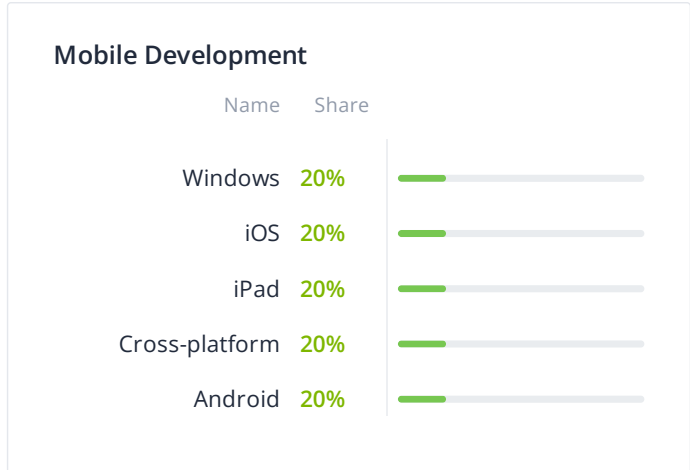 Mobile Development
Name Share
Windows 20%
iOS 20%
iPad 20%
Cross-platform 20%
Android 20%